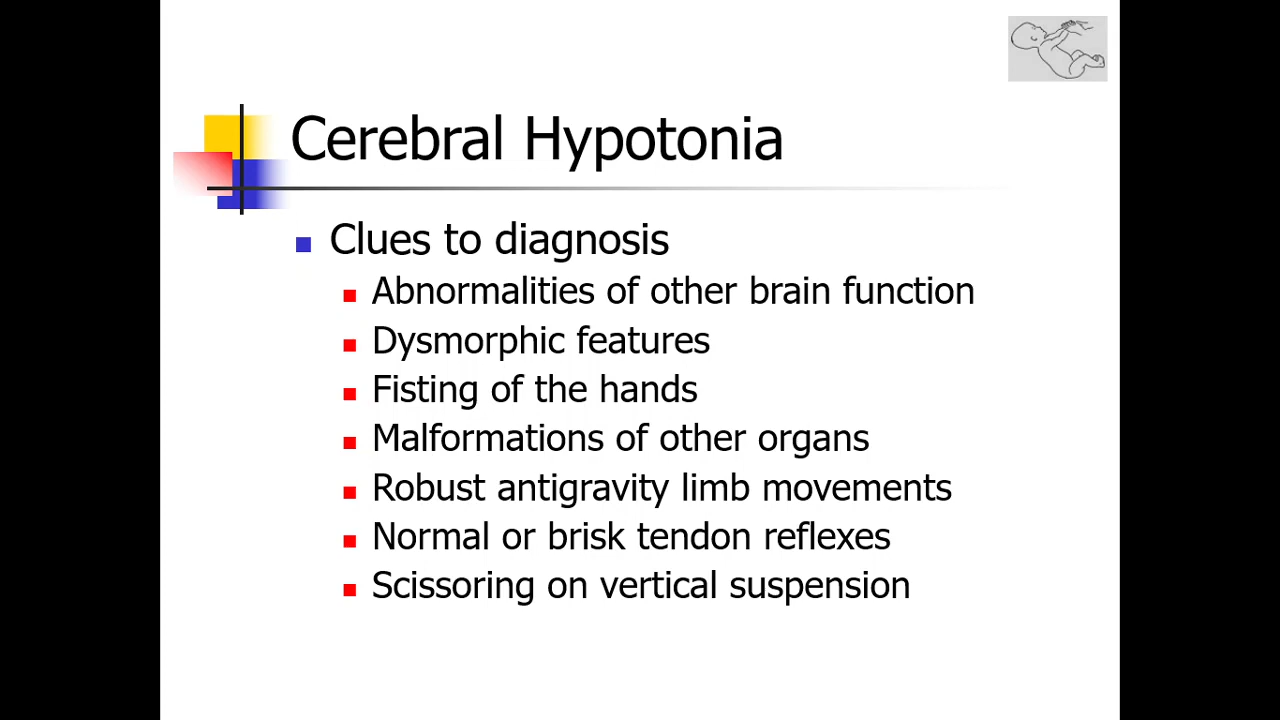 Cerebral Hypotonia
Clues to diagnosis
Abnormalities of other brain function
Dysmorphic features
Fisting of the hands
Malformations of other organs
Robust antigravity limb movements
Normal or brisk tendon reflexes
Scissoring on vertical suspension